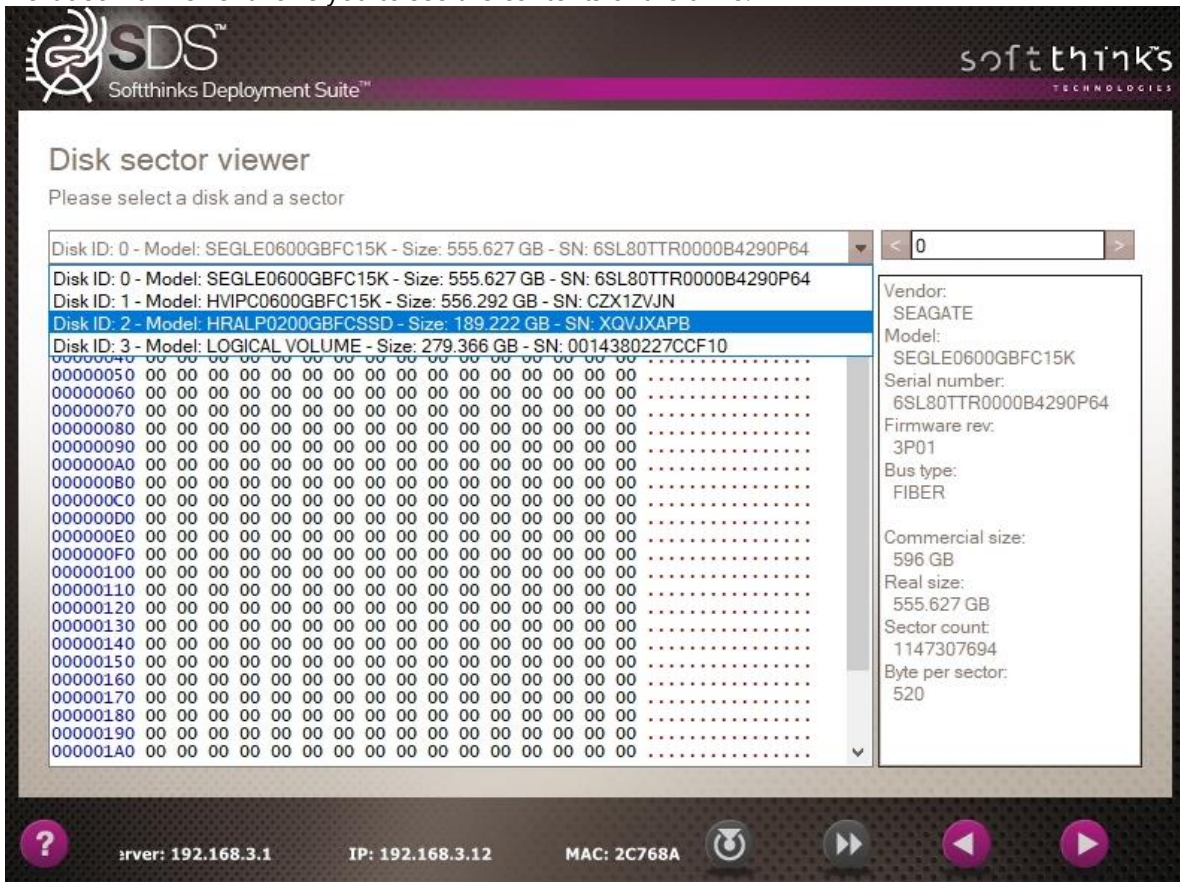 SDS™
Softthinks Deployment Suite™
softthinks™
TECHNOLOGIES
Disk sector viewer
Please select a disk and a sector
Disk ID: 0 - Model: SEGLE0600GBFC15K - Size: 555.627 GB - SN: 6SL80TTR0000B4290P64
< 0 >
Disk ID: 0 - Model: SEGLE0600GBFC15K - Size: 555.627 GB - SN: 6SL80TTR0000B4290P64
Disk ID: 1 - Model: HVIPC0600GBFC15K - Size: 556.292 GB - SN: CZX1ZVJN
Disk ID: 2 - Model: HRALP0200GBFCSSD - Size: 189.222 GB - SN: XQVJXAPB
Disk ID: 3 - Model: LOGICAL VOLUME - Size: 279.366 GB - SN: 0014380227CCF10
00000040 00 00 00 00 00 00 00 00 00 00 00 00 00 00 00 00 ................
00000050 00 00 00 00 00 00 00 00 00 00 00 00 00 00 00 00 ................
00000060 00 00 00 00 00 00 00 00 00 00 00 00 00 00 00 00 ................
00000070 00 00 00 00 00 00 00 00 00 00 00 00 00 00 00 00 ................
00000080 00 00 00 00 00 00 00 00 00 00 00 00 00 00 00 00 ................
00000090 00 00 00 00 00 00 00 00 00 00 00 00 00 00 00 00 ................
000000A0 00 00 00 00 00 00 00 00 00 00 00 00 00 00 00 00 ................
000000B0 00 00 00 00 00 00 00 00 00 00 00 00 00 00 00 00 ................
000000C0 00 00 00 00 00 00 00 00 00 00 00 00 00 00 00 00 ................
000000D0 00 00 00 00 00 00 00 00 00 00 00 00 00 00 00 00 ................
000000E0 00 00 00 00 00 00 00 00 00 00 00 00 00 00 00 00 ................
000000F0 00 00 00 00 00 00 00 00 00 00 00 00 00 00 00 00 ................
00000100 00 00 00 00 00 00 00 00 00 00 00 00 00 00 00 00 ................
00000110 00 00 00 00 00 00 00 00 00 00 00 00 00 00 00 00 ................
00000120 00 00 00 00 00 00 00 00 00 00 00 00 00 00 00 00 ................
00000130 00 00 00 00 00 00 00 00 00 00 00 00 00 00 00 00 ................
00000140 00 00 00 00 00 00 00 00 00 00 00 00 00 00 00 00 ................
00000150 00 00 00 00 00 00 00 00 00 00 00 00 00 00 00 00 ................
00000160 00 00 00 00 00 00 00 00 00 00 00 00 00 00 00 00 ................
00000170 00 00 00 00 00 00 00 00 00 00 00 00 00 00 00 00 ................
00000180 00 00 00 00 00 00 00 00 00 00 00 00 00 00 00 00 ................
00000190 00 00 00 00 00 00 00 00 00 00 00 00 00 00 00 00 ................
000001A0 00 00 00 00 00 00 00 00 00 00 00 00 00 00 00 00 ................
Vendor:
SEAGATE
Model:
SEGLE0600GBFC15K
Serial number:
6SL80TTR0000B4290P64
Firmware rev:
3P01
Bus type:
FIBER
Commercial size:
596 GB
Real size:
555.627 GB
Sector count:
1147307694
Byte per sector:
520
?
erver: 192.168.3.1
IP: 192.168.3.12
MAC: 2C768A